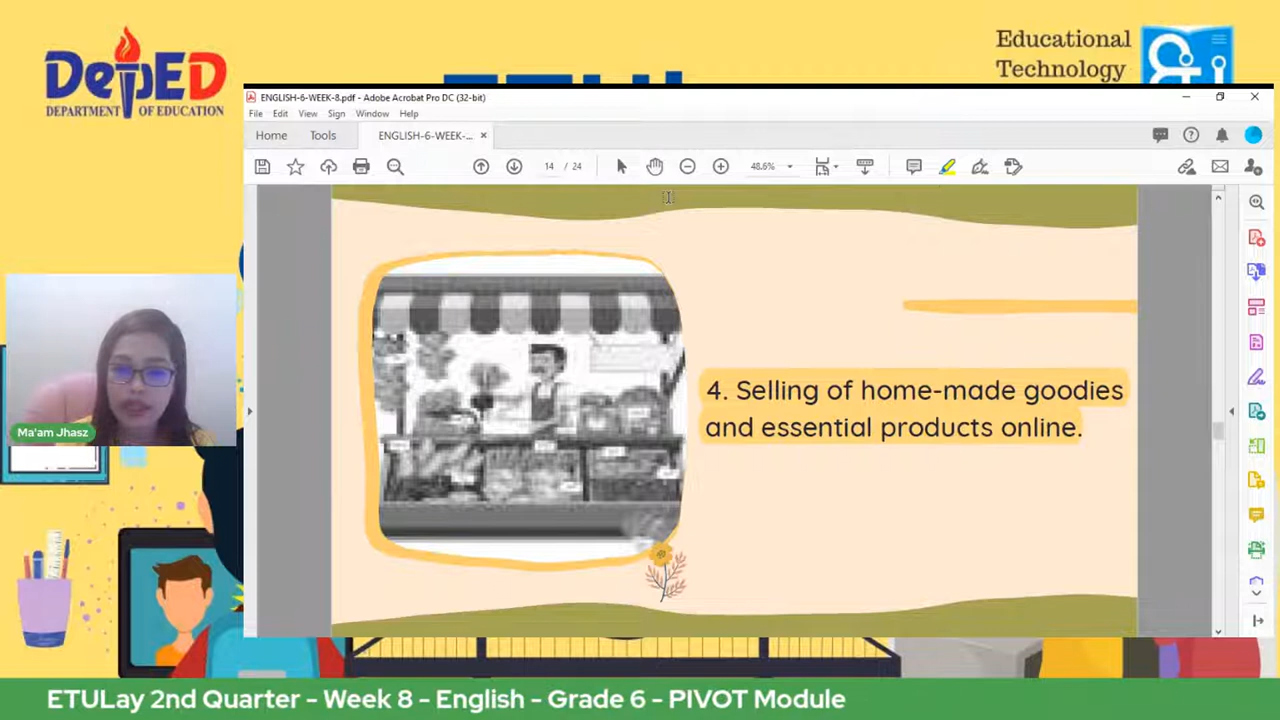 DepED
DEPARTMENT OF EDUCATION
Educational
Technology
ENGLISH-6-WEEK-8.pdf - Adobe Acrobat Pro DC (32-bit)
File Edit View Sign Window Help
Home Tools ENGLISH-6-WEEK-... ×
14 / 24 48.6%
4. Selling of home-made goodies
and essential products online.
Ma'am Jhasz
ETULay 2nd Quarter - Week 8 - English - Grade 6 - PIVOT Module